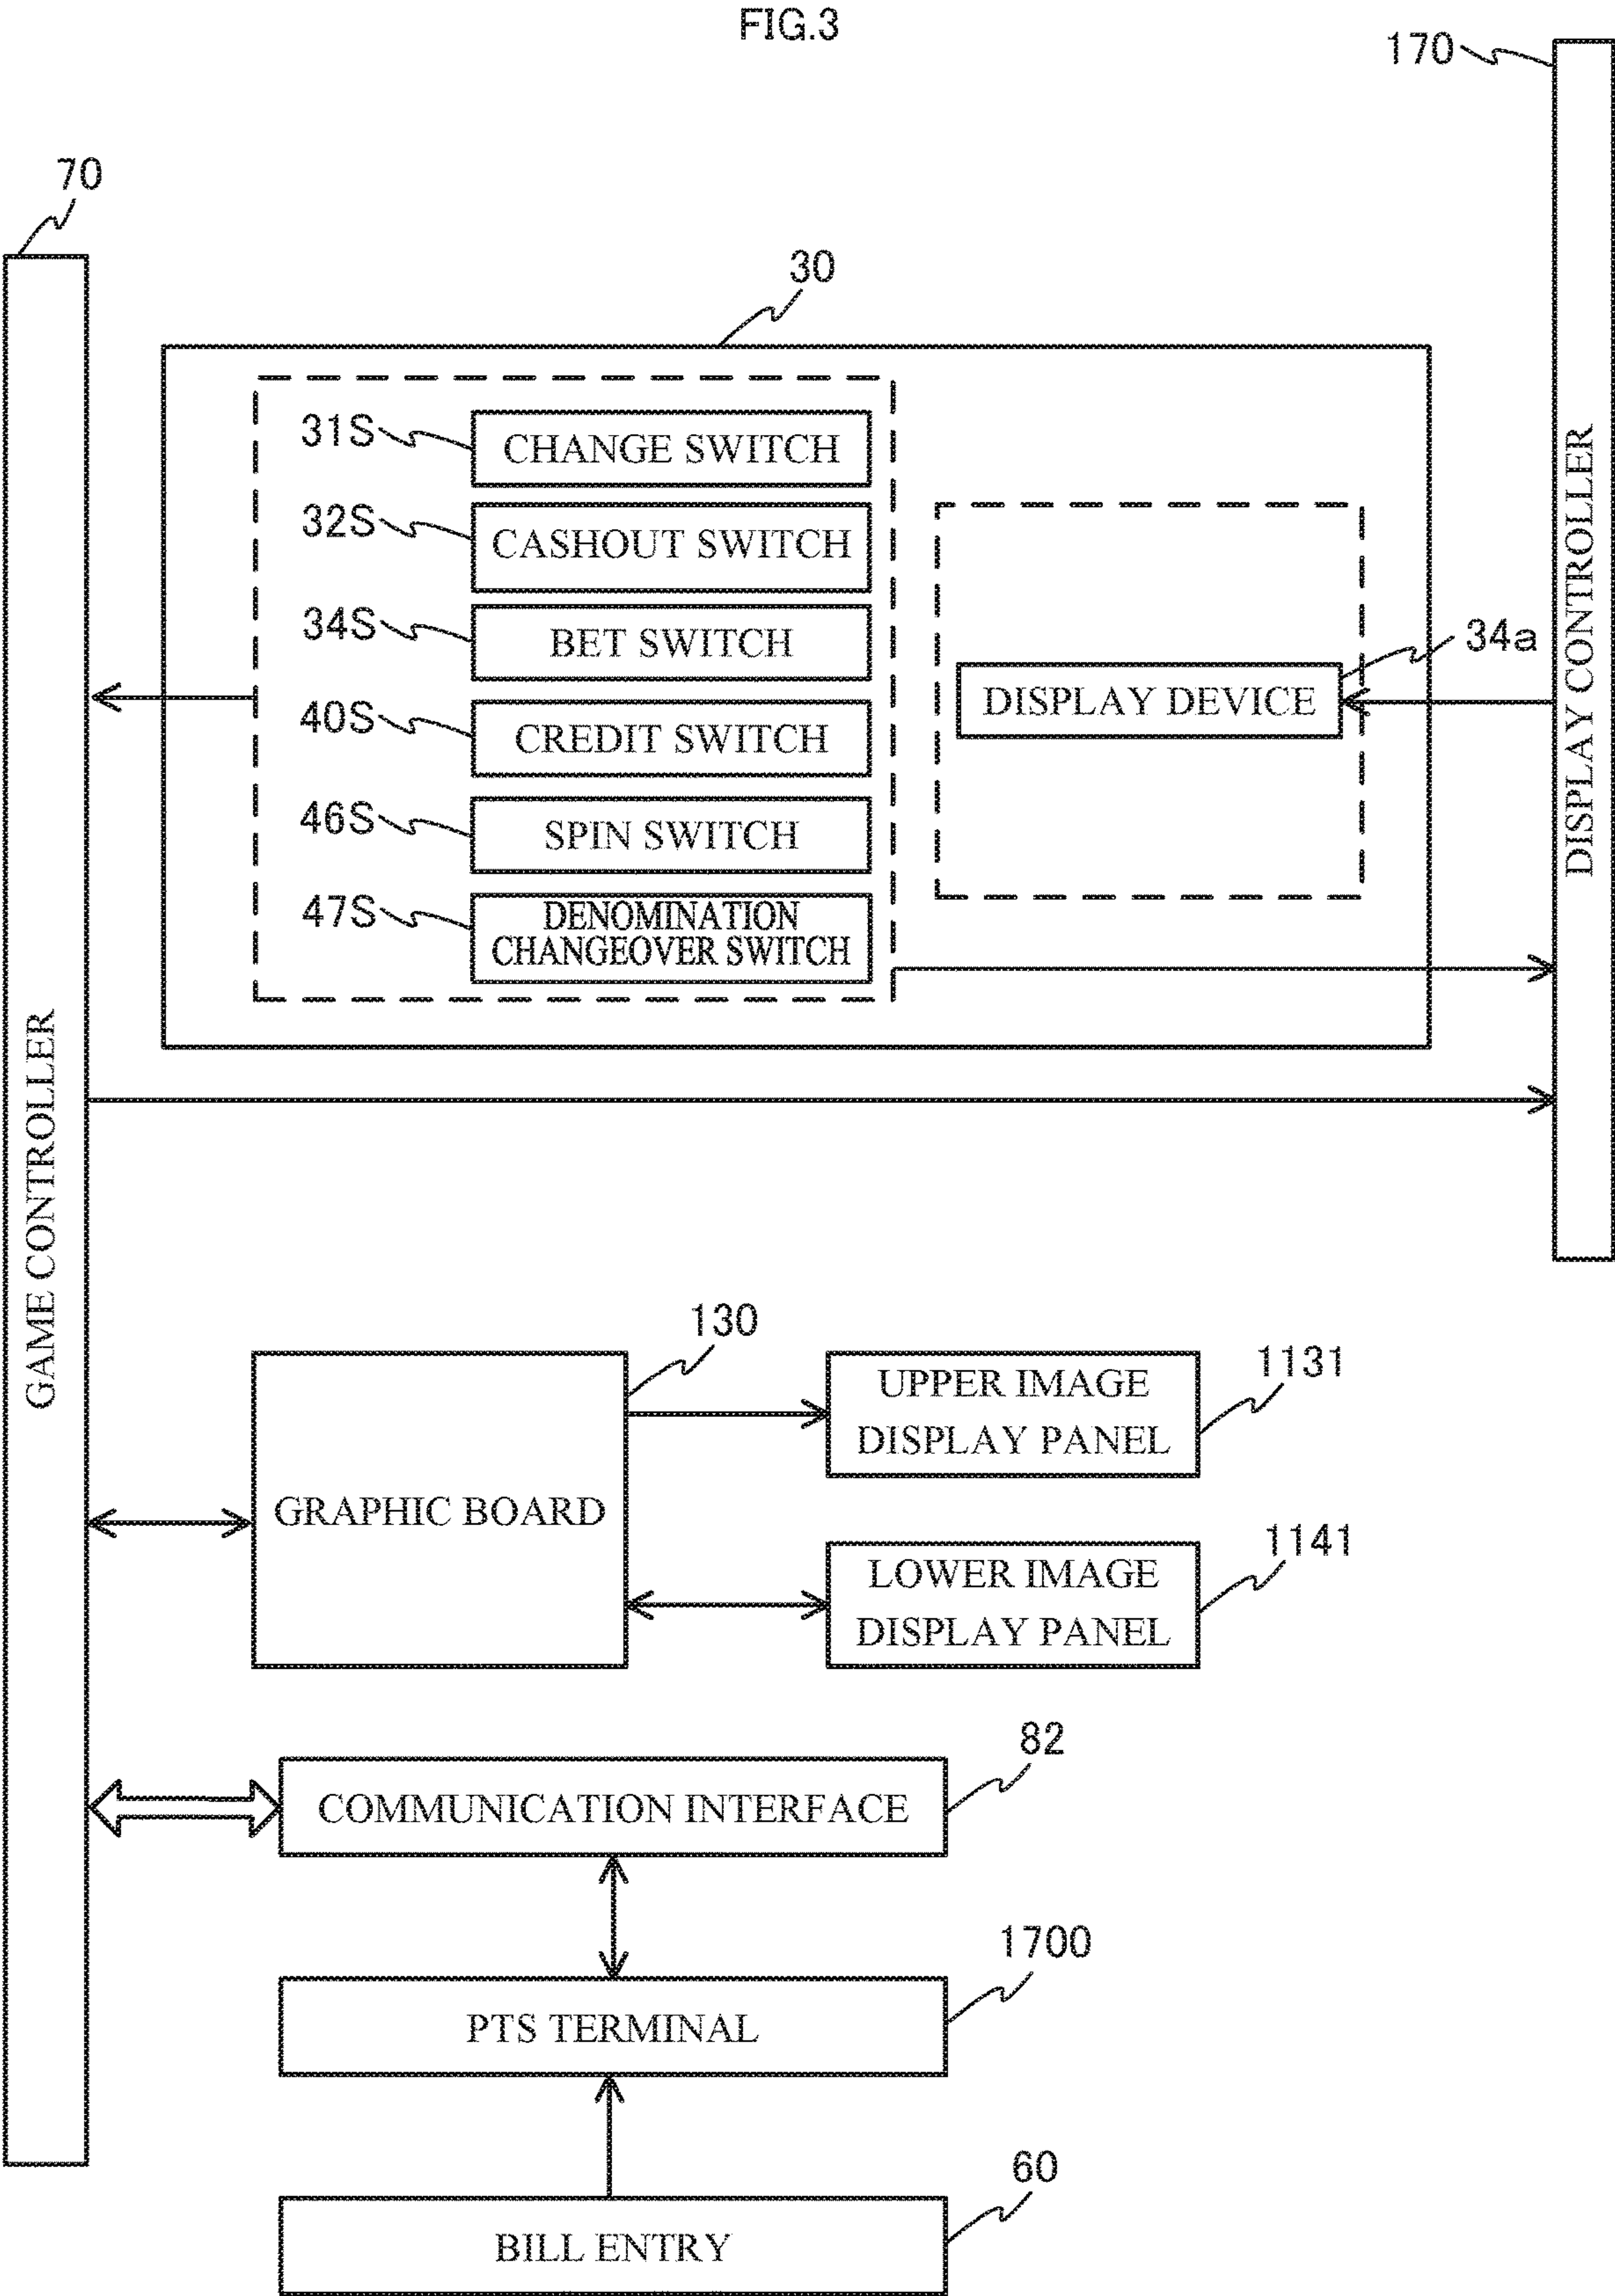 FIG.3
170
70
30
31S
CHANGE SWITCH
32S
CASHOUT SWITCH
34S
BET SWITCH
40S
CREDIT SWITCH
46S
SPIN SWITCH
47S
DENOMINATION
CHANGEOVER SWITCH
34a
DISPLAY DEVICE
DISPLAY CONTROLLER
GAME CONTROLLER
130
GRAPHIC BOARD
1131
UPPER IMAGE
DISPLAY PANEL
1141
LOWER IMAGE
DISPLAY PANEL
82
COMMUNICATION INTERFACE
1700
PTS TERMINAL
60
BILL ENTRY